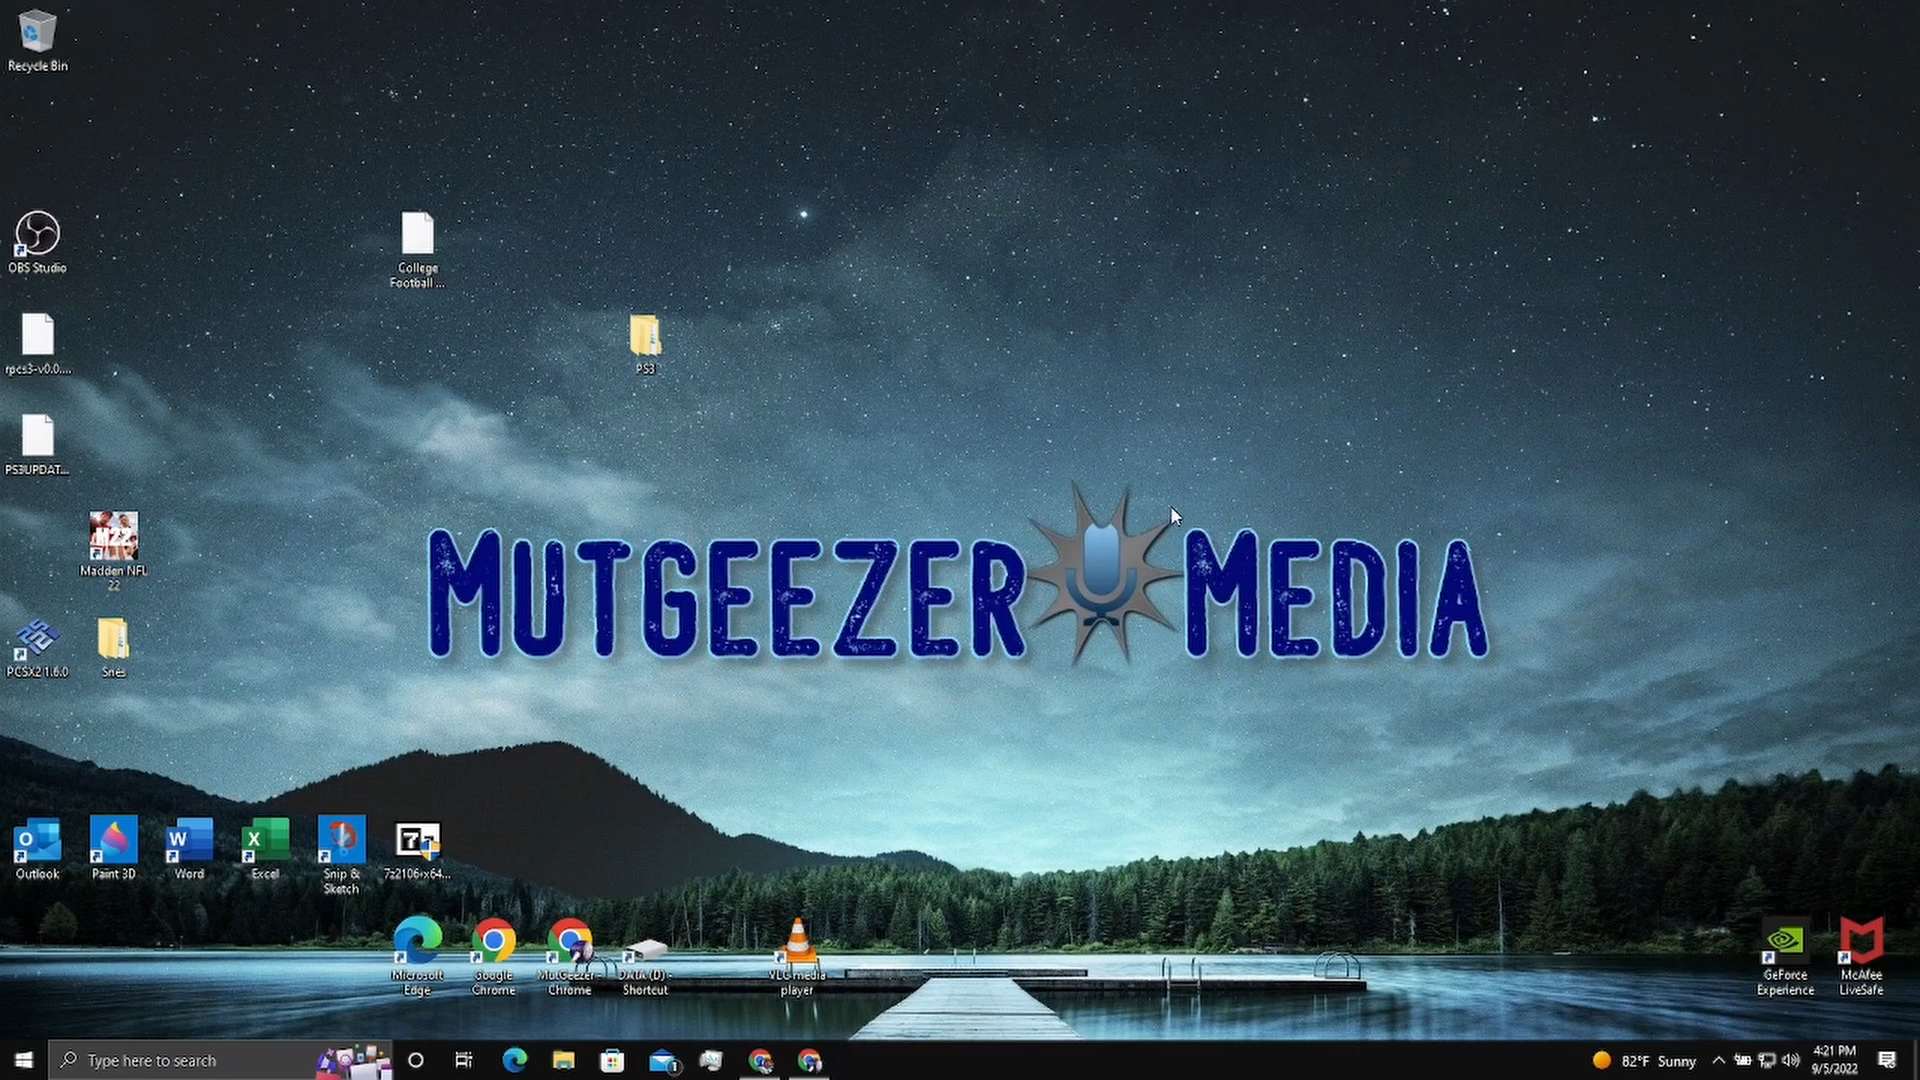 Recycle Bin
OBS Studio
College
Football ...
rpcs3-v0.0....
PS3
PS3UPDAT...
M22
Madden NFL
22
MUTGEEZER MEDIA
PCSX2 1.6.0
Snes
Outlook
Paint 3D
Word
Excel
Snip &
Sketch
7z
7z2106-x64...
Microsoft
Edge
Google
Chrome
MutGeezer -
Chrome
DATA (D) -
Shortcut
VLC media
player
GeForce
Experience
McAfee
LiveSafe
Type here to search
1
82°F Sunny
4:21 PM
9/5/2022